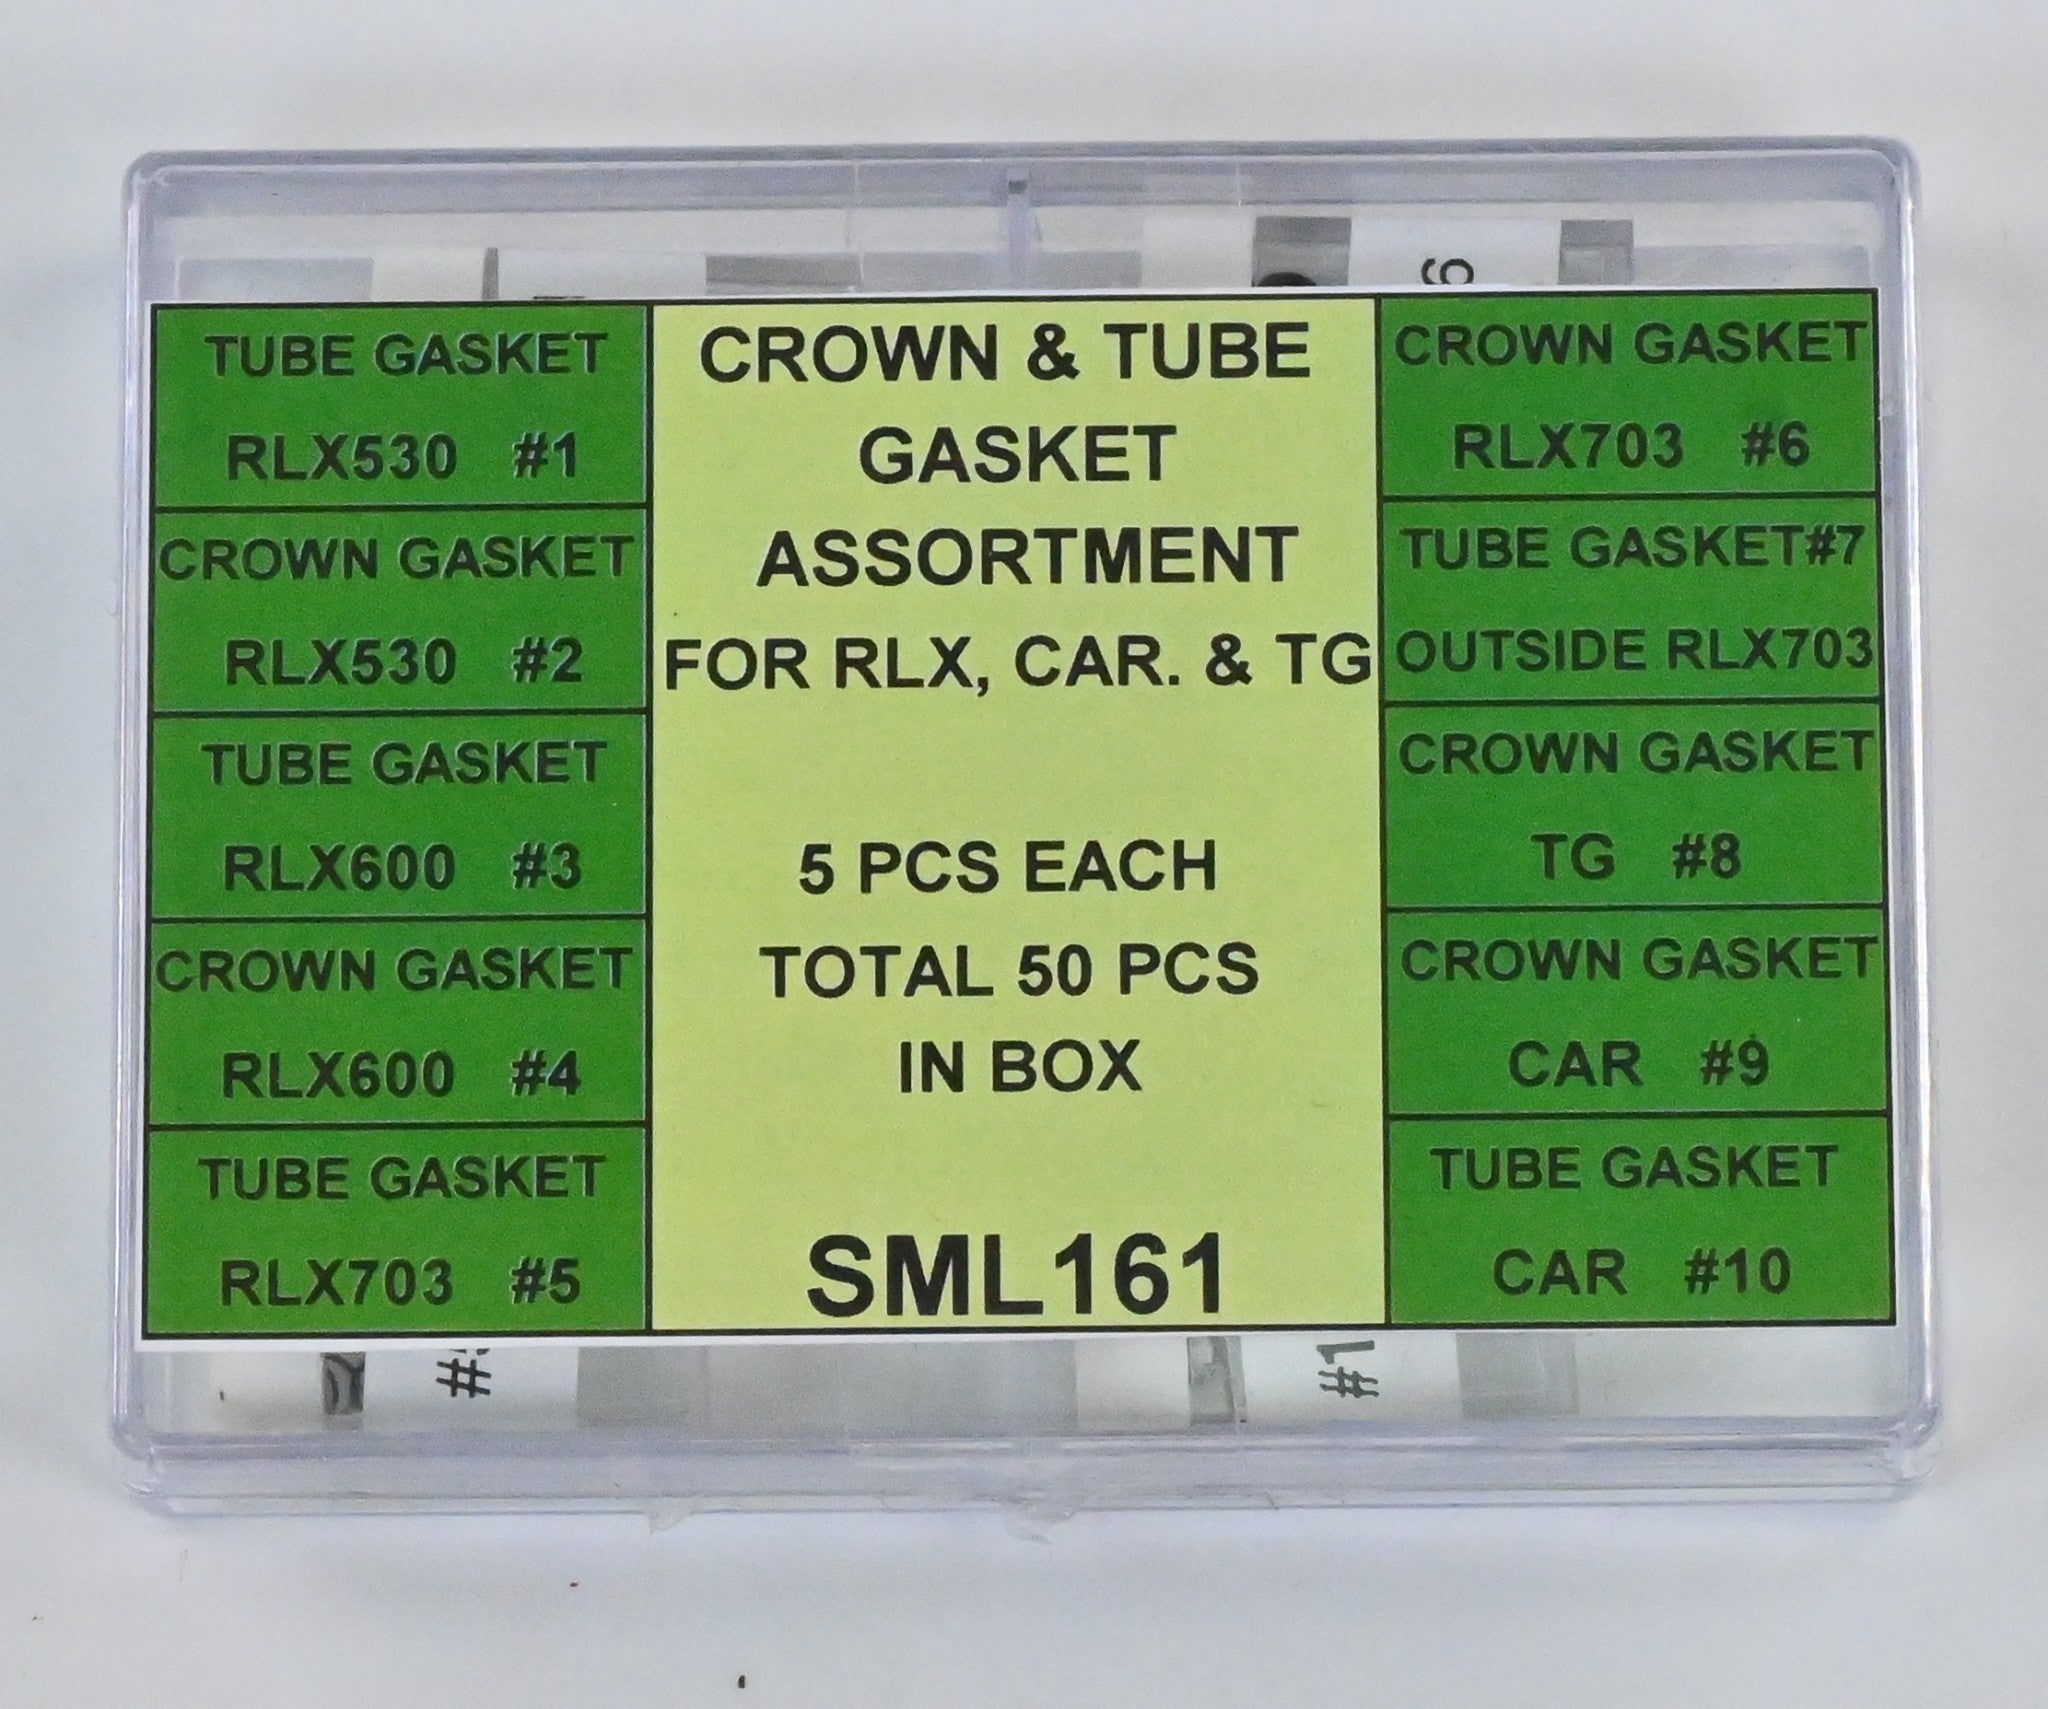 TUBE GASKET
RLX530 #1
CROWN GASKET
RLX530 #2
TUBE GASKET
RLX600 #3
CROWN GASKET
RLX600 #4
TUBE GASKET
RLX703 #5
CROWN & TUBE
GASKET
ASSORTMENT
FOR RLX, CAR. & TG
5 PCS EACH
TOTAL 50 PCS
IN BOX
SML161
CROWN GASKET
RLX703 #6
TUBE GASKET#7
OUTSIDE RLX703
CROWN GASKET
TG #8
CROWN GASKET
CAR #9
TUBE GASKET
CAR #10